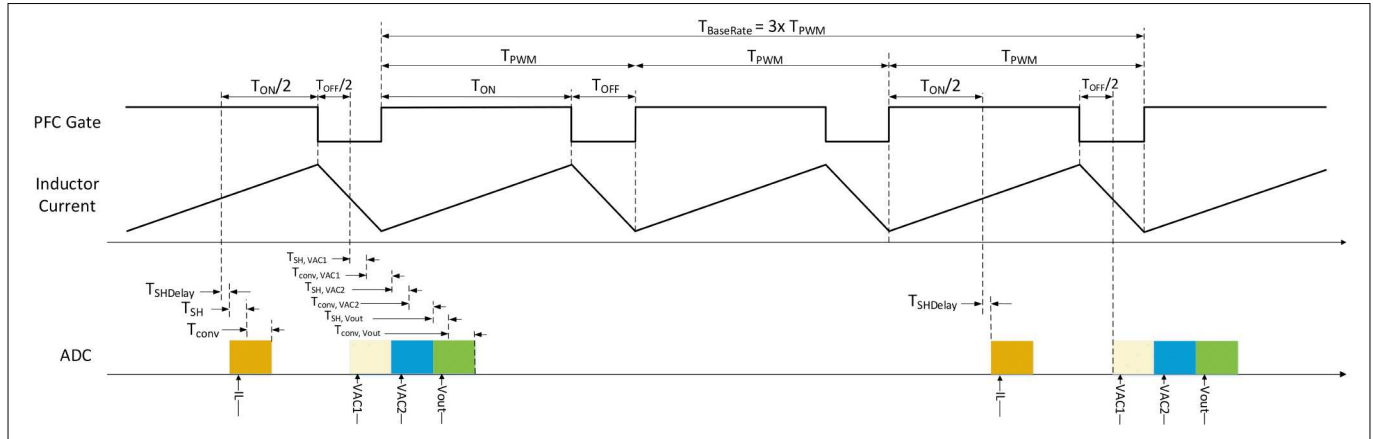 T_BaseRate = 3x T_PWM
T_PWM T_PWM T_PWM
T_ON/2 T_OFF/2 T_ON T_OFF T_ON/2 T_OFF/2
PFC Gate
Inductor
Current
T_SH, VAC1
T_conv, VAC1
T_SH, VAC2
T_conv, VAC2
T_SH, Vout
T_conv, Vout
T_SHDelay
T_SH
T_conv
T_SHDelay
ADC
IL VAC1 VAC2 Vout IL VAC1 VAC2 Vout